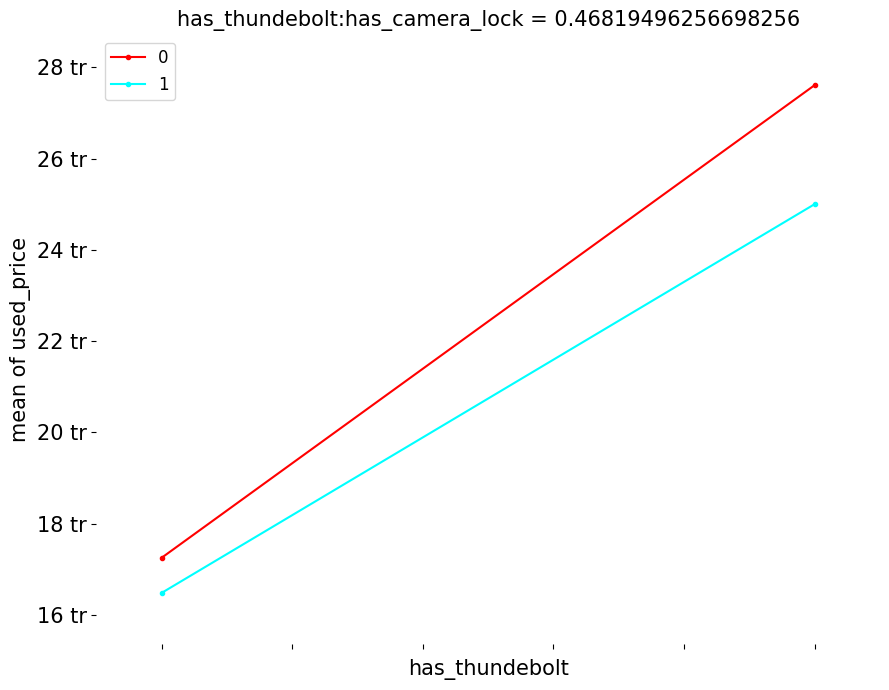 has_thundebolt:has_camera_lock = 0.46819496256698256
0
1
28 tr
26 tr
24 tr
22 tr
20 tr
18 tr
16 tr
mean of used_price
has_thundebolt